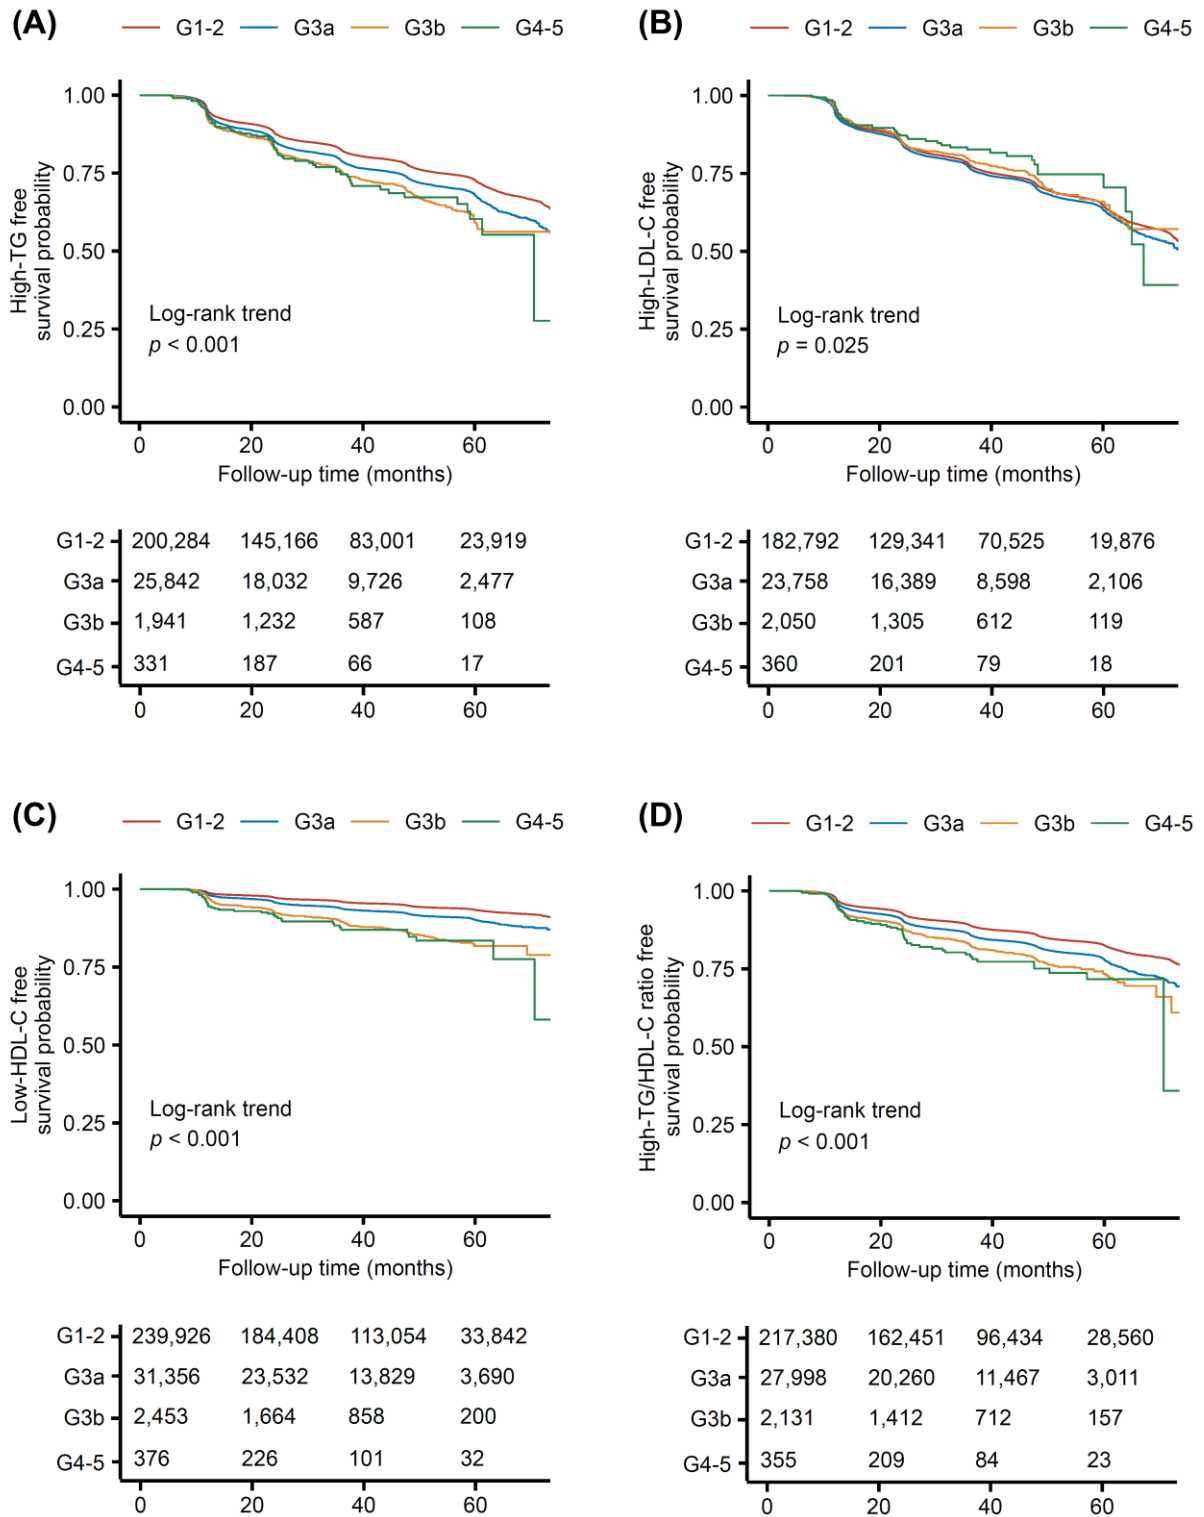 (A) G1-2 G3a G3b G4-5
1.00
0.75
0.50
0.25
0.00
High-TG free
survival probability
Log-rank trend
p < 0.001
0 20 40 60
Follow-up time (months)
G1-2 200,284 145,166 83,001 23,919
G3a 25,842 18,032 9,726 2,477
G3b 1,941 1,232 587 108
G4-5 331 187 66 17
0 20 40 60
(B) G1-2 G3a G3b G4-5
1.00
0.75
0.50
0.25
0.00
High-LDL-C free
survival probability
Log-rank trend
p = 0.025
0 20 40 60
Follow-up time (months)
G1-2 182,792 129,341 70,525 19,876
G3a 23,758 16,389 8,598 2,106
G3b 2,050 1,305 612 119
G4-5 360 201 79 18
0 20 40 60
(C) G1-2 G3a G3b G4-5
1.00
0.75
0.50
0.25
0.00
Low-HDL-C free
survival probability
Log-rank trend
p < 0.001
0 20 40 60
Follow-up time (months)
G1-2 239,926 184,408 113,054 33,842
G3a 31,356 23,532 13,829 3,690
G3b 2,453 1,664 858 200
G4-5 376 226 101 32
0 20 40 60
(D) G1-2 G3a G3b G4-5
1.00
0.75
0.50
0.25
0.00
High-TG/HDL-C ratio free
survival probability
Log-rank trend
p < 0.001
0 20 40 60
Follow-up time (months)
G1-2 217,380 162,451 96,434 28,560
G3a 27,998 20,260 11,467 3,011
G3b 2,131 1,412 712 157
G4-5 355 209 84 23
0 20 40 60